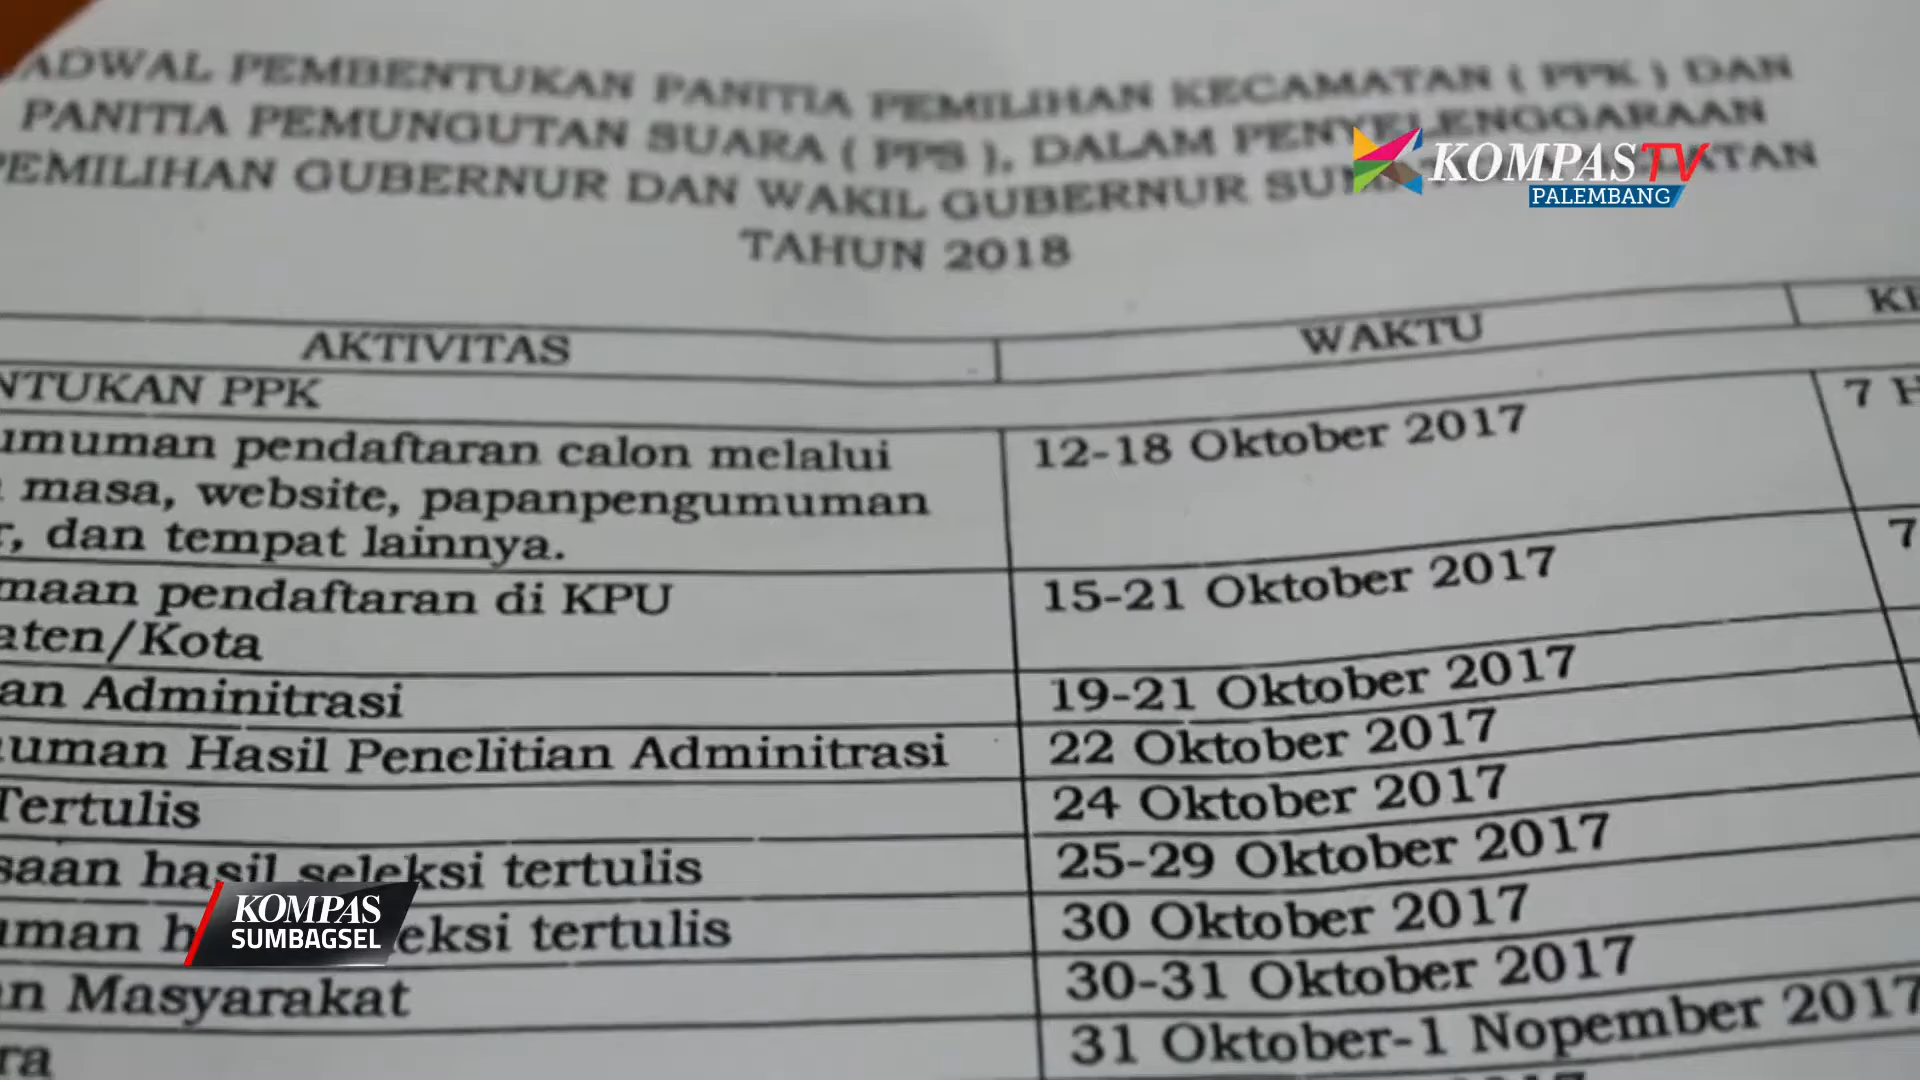 ADWAL PEMBENTUKAN PANITIA PEMILIHAN KECAMATAN ( PPK ) DAN
PANITIA PEMUNGUTAN SUARA ( PPS ), DALAM PENYELENGGARAAN
PEMILIHAN GUBERNUR DAN WAKIL GUBERNUR SUM ATAN
TAHUN 2018
KOMPAS TV
PALEMBANG
AKTIVITAS WAKTU KE
NTUKAN PPK
umuman pendaftaran calon melalui 12-18 Oktober 2017 7 H
masa, website, papanpengumuman
r, dan tempat lainnya.
maan pendaftaran di KPU 15-21 Oktober 2017 7
aten/Kota
an Adminitrasi 19-21 Oktober 2017
uman Hasil Penelitian Adminitrasi 22 Oktober 2017
Tertulis 24 Oktober 2017
saan hasil seleksi tertulis 25-29 Oktober 2017
uman h eksi tertulis 30 Oktober 2017
an Masyarakat 30-31 Oktober 2017
ra 31 Oktober-1 Nopember 2017
KOMPAS
SUMBAGSEL